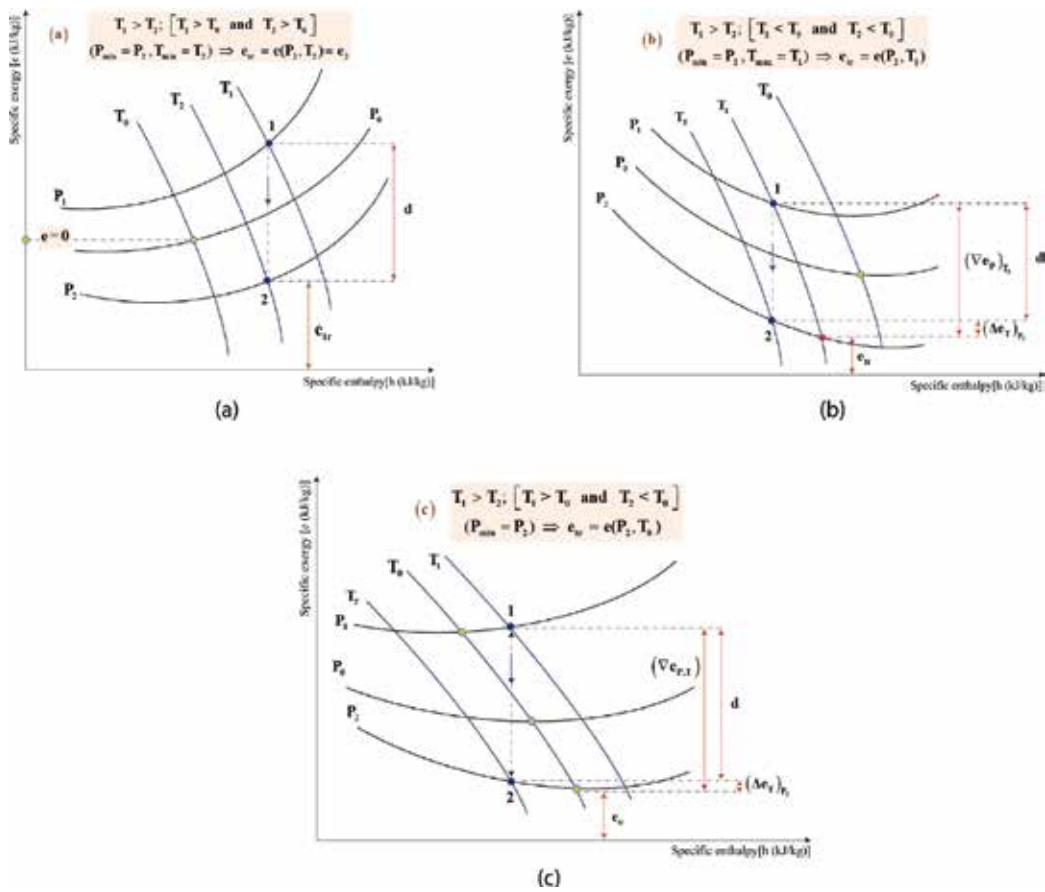 (a)
T₁ > T₂; [T₁ > T₀ and T₂ > T₀]
(Pₘᵢₙ = P₂, Tₘᵢₙ = T₂) ⇒ eₜᵣ = e(P₂, T₂) = e₂
Specific exergy [e (kJ/kg)]
T₀
T₂
T₁
1
P₀
P₁
d
e=0
P₂
2
eₜᵣ
Specific enthalpy[h (kJ/kg)]
(a)
(b)
T₁ > T₂; [T₁ < T₀ and T₂ < T₀]
(Pₘᵢₙ = P₂, Tₘₐₓ = T₁) ⇒ eₜᵣ = e(P₂, T₁)
Specific exergy [e (kJ/kg)]
T₀
T₁
T₂
P₁
P₀
P₂
1
d
(∇eₚ)T₁
2
(Δe_T)P₂
eₜᵣ
Specific enthalpy[h (kJ/kg)]
(b)
(c)
T₁ > T₂; [T₁ > T₀ and T₂ < T₀]
(Pₘᵢₙ = P₂) ⇒ eₜᵣ = e(P₂, T₀)
Specific exergy [e (kJ/kg)]
T₁
T₀
T₂
P₁
1
P₀
(∇e_P,T)
d
P₂
2
(Δe_T)P₂
eₜᵣ
Specific enthalpy[h (kJ/kg)]
(c)